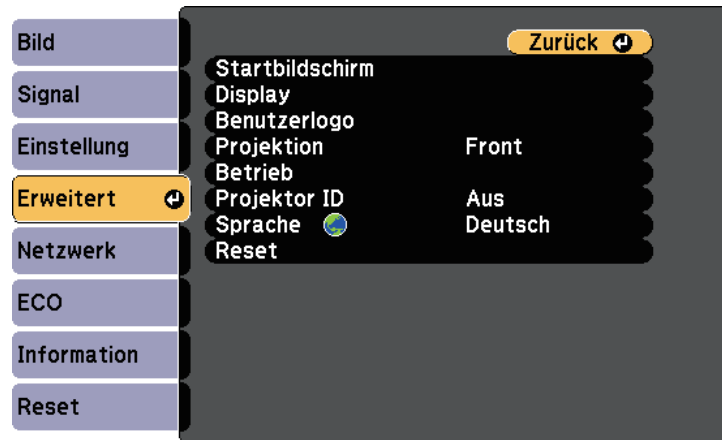 Bild
Signal
Einstellung
Erweitert
Netzwerk
ECO
Information
Reset
Zurück
Startbildschirm
Display
Benutzerlogo
Projektion Front
Betrieb
Projektor ID Aus
Sprache Deutsch
Reset